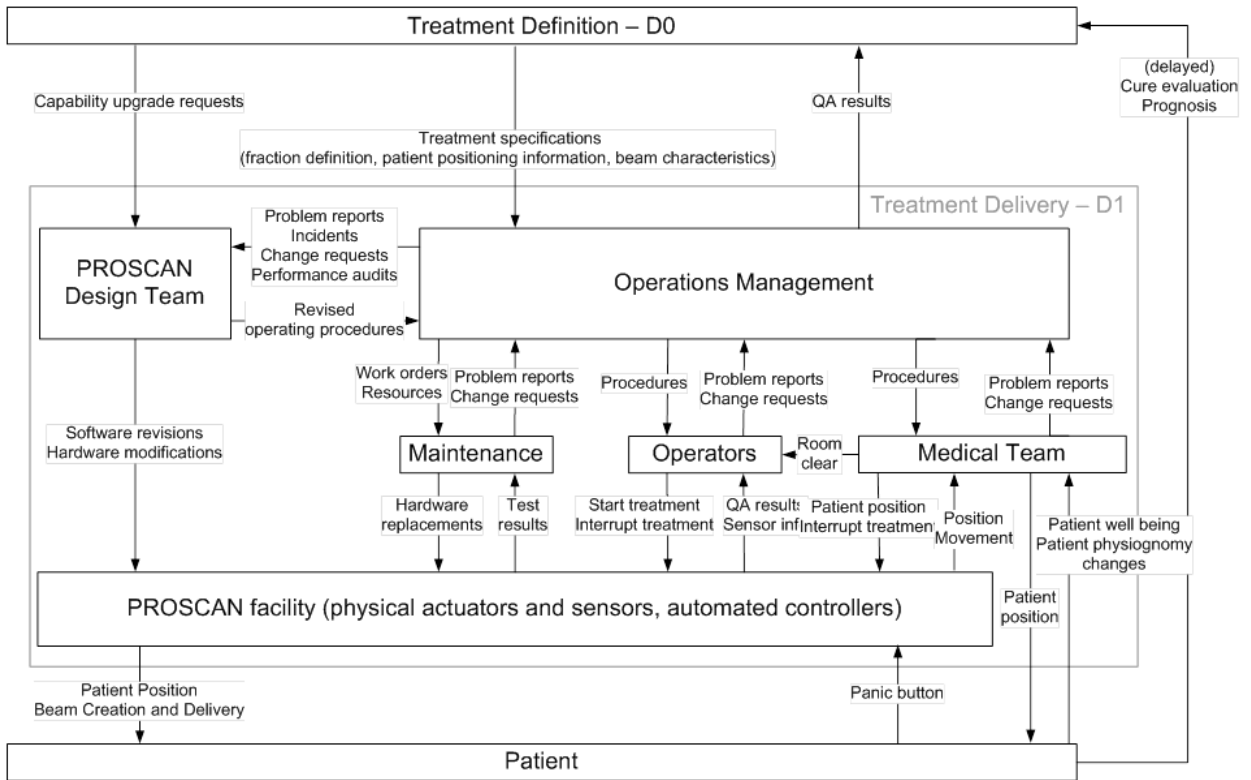 Treatment Definition – D0
(delayed)
Cure evaluation
Prognosis
Capability upgrade requests
QA results
Treatment specifications
(fraction definition, patient positioning information, beam characteristics)
Treatment Delivery – D1
Problem reports
Incidents
Change requests
Performance audits
PROSCAN
Design Team
Operations Management
Revised
operating procedures
Work orders
Resources
Problem reports
Change requests
Procedures
Problem reports
Change requests
Procedures
Problem reports
Change requests
Software revisions
Hardware modifications
Maintenance
Operators
Room
clear
Medical Team
Hardware
replacements
Test
results
Start treatment
Interrupt treatment
QA results
Sensor inf
Patient position
Interrupt treatment
Position
Movement
Patient well being
Patient physiognomy
changes
PROSCAN facility (physical actuators and sensors, automated controllers)
Patient
position
Patient Position
Beam Creation and Delivery
Panic button
Patient